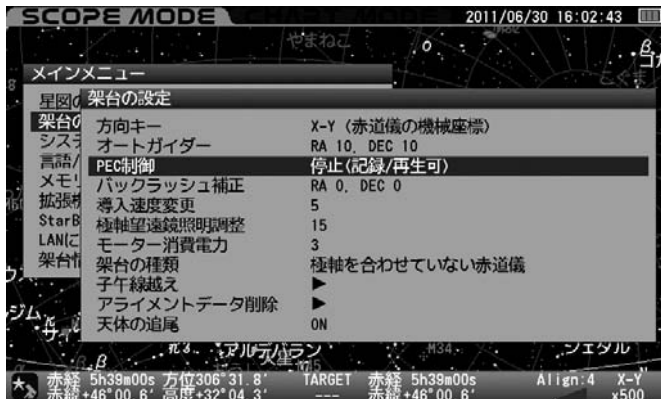 SCOPE MODE CHART MODE 2011/06/30 16:02:43
やまねこ
β
メインメニュー
星図の
架台の設定
架台の
方向キー X-Y (赤道儀の機械座標)
システ
オートガイダー RA 10, DEC 10
言語/
PEC制御 停止(記録/再生可)
メモリ
バックラッシュ補正 RA 0, DEC 0
拡張機
導入速度変更 5
StarB
極軸望遠鏡照明調整 15
LAN(こ
モーター消費電力 3
架台情
架台の種類 極軸を合わせていない赤道儀
子午線越え ▶
アライメントデータ削除 ▶
天体の追尾 ON
アルデバラン
M34
シェダル
β
赤経 5h39m00s 方位306°31.8' TARGET 赤経 5h39m00s Align:4 X-Y
赤緯+46°00.6' 高度+32°04.3' --- 赤緯+46°00.6' x500